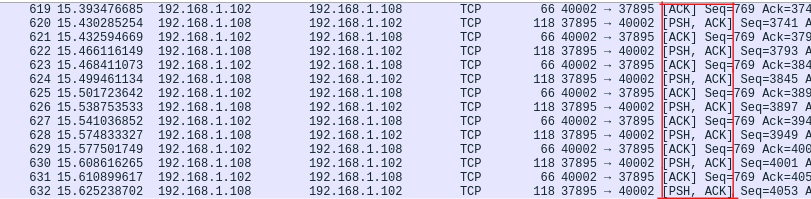 619 15.393476685 192.168.1.102 192.168.1.108 TCP 66 40002 → 37895 [ACK] Seq=769 Ack=374
620 15.430285254 192.168.1.108 192.168.1.102 TCP 118 37895 → 40002 [PSH, ACK] Seq=3741 A
621 15.432594669 192.168.1.102 192.168.1.108 TCP 66 40002 → 37895 [ACK] Seq=769 Ack=379
622 15.466116149 192.168.1.108 192.168.1.102 TCP 118 37895 → 40002 [PSH, ACK] Seq=3793 A
623 15.468411073 192.168.1.102 192.168.1.108 TCP 66 40002 → 37895 [ACK] Seq=769 Ack=384
624 15.499461134 192.168.1.108 192.168.1.102 TCP 118 37895 → 40002 [PSH, ACK] Seq=3845 A
625 15.501723642 192.168.1.102 192.168.1.108 TCP 66 40002 → 37895 [ACK] Seq=769 Ack=389
626 15.538753533 192.168.1.108 192.168.1.102 TCP 118 37895 → 40002 [PSH, ACK] Seq=3897 A
627 15.541036852 192.168.1.102 192.168.1.108 TCP 66 40002 → 37895 [ACK] Seq=769 Ack=394
628 15.574833327 192.168.1.108 192.168.1.102 TCP 118 37895 → 40002 [PSH, ACK] Seq=3949 A
629 15.577501749 192.168.1.102 192.168.1.108 TCP 66 40002 → 37895 [ACK] Seq=769 Ack=400
630 15.608616265 192.168.1.108 192.168.1.102 TCP 118 37895 → 40002 [PSH, ACK] Seq=4001 A
631 15.610899617 192.168.1.102 192.168.1.108 TCP 66 40002 → 37895 [ACK] Seq=769 Ack=405
632 15.625238702 192.168.1.108 192.168.1.102 TCP 118 37895 → 40002 [PSH, ACK] Seq=4053 A